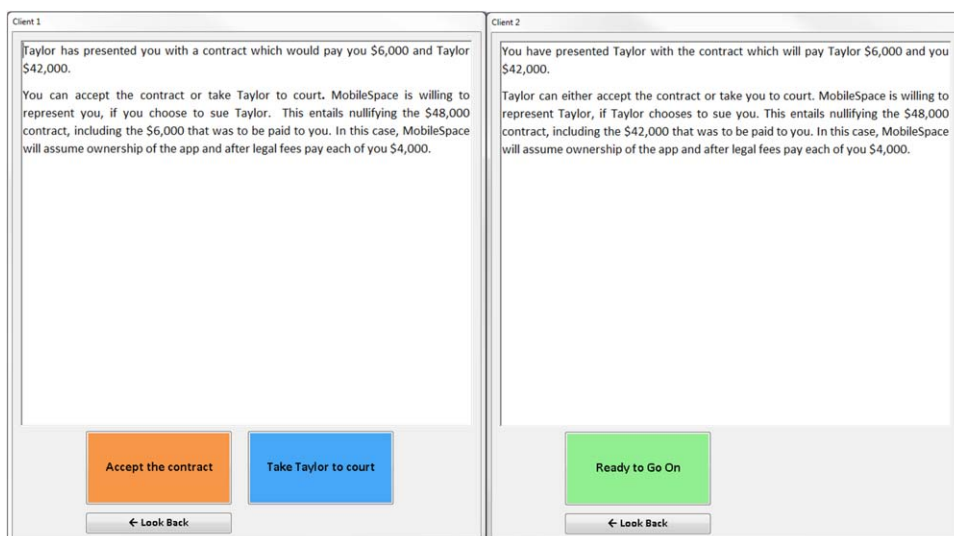 Client 1
Taylor has presented you with a contract which would pay you $6,000 and Taylor
$42,000.
You can accept the contract or take Taylor to court. MobileSpace is willing to
represent you, if you choose to sue Taylor. This entails nullifying the $48,000
contract, including the $6,000 that was to be paid to you. In this case, MobileSpace
will assume ownership of the app and after legal fees pay each of you $4,000.
Accept the contract
Take Taylor to court
← Look Back
Client 2
You have presented Taylor with the contract which will pay Taylor $6,000 and you
$42,000.
Taylor can either accept the contract or take you to court. MobileSpace is willing to
represent Taylor, if Taylor chooses to sue you. This entails nullifying the $48,000
contract, including the $42,000 that was to be paid to you. In this case, MobileSpace
will assume ownership of the app and after legal fees pay each of you $4,000.
Ready to Go On
← Look Back